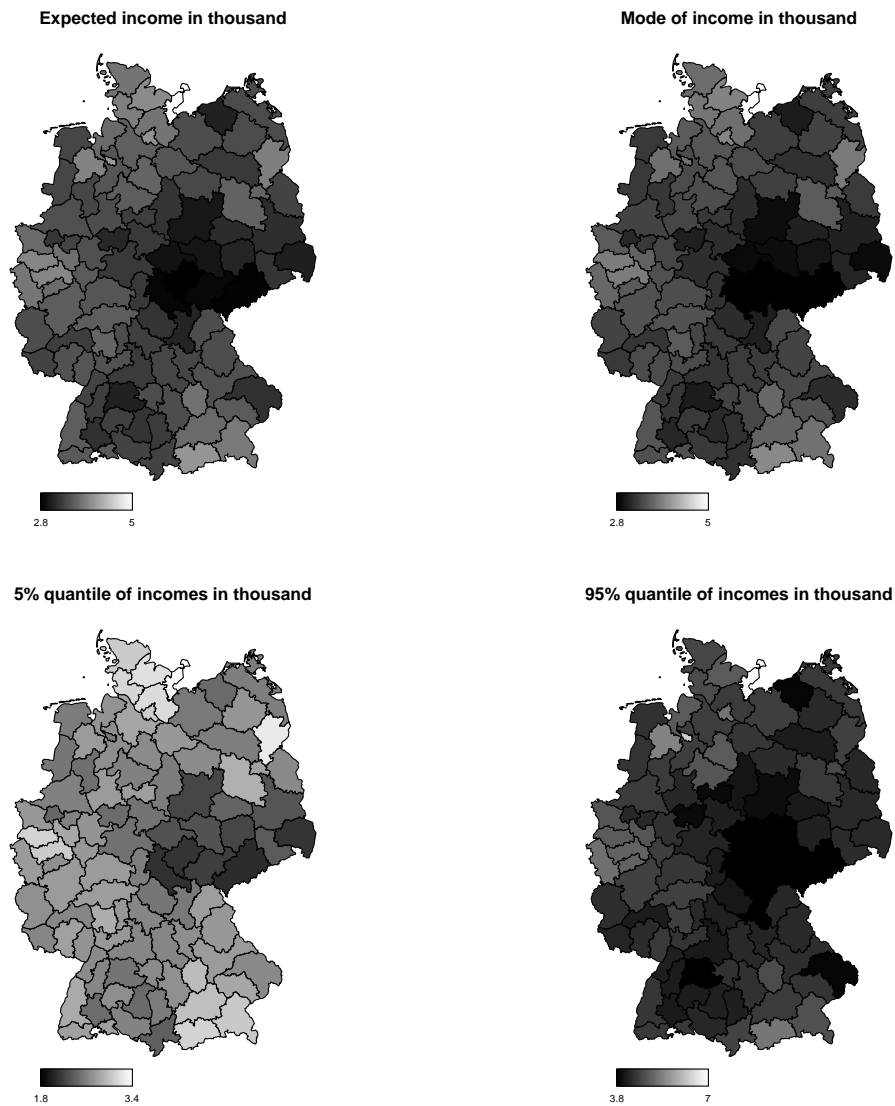 Expected income in thousand
Mode of income in thousand
2.8
5
2.8
5
5% quantile of incomes in thousand
95% quantile of incomes in thousand
1.8
3.4
3.8
7